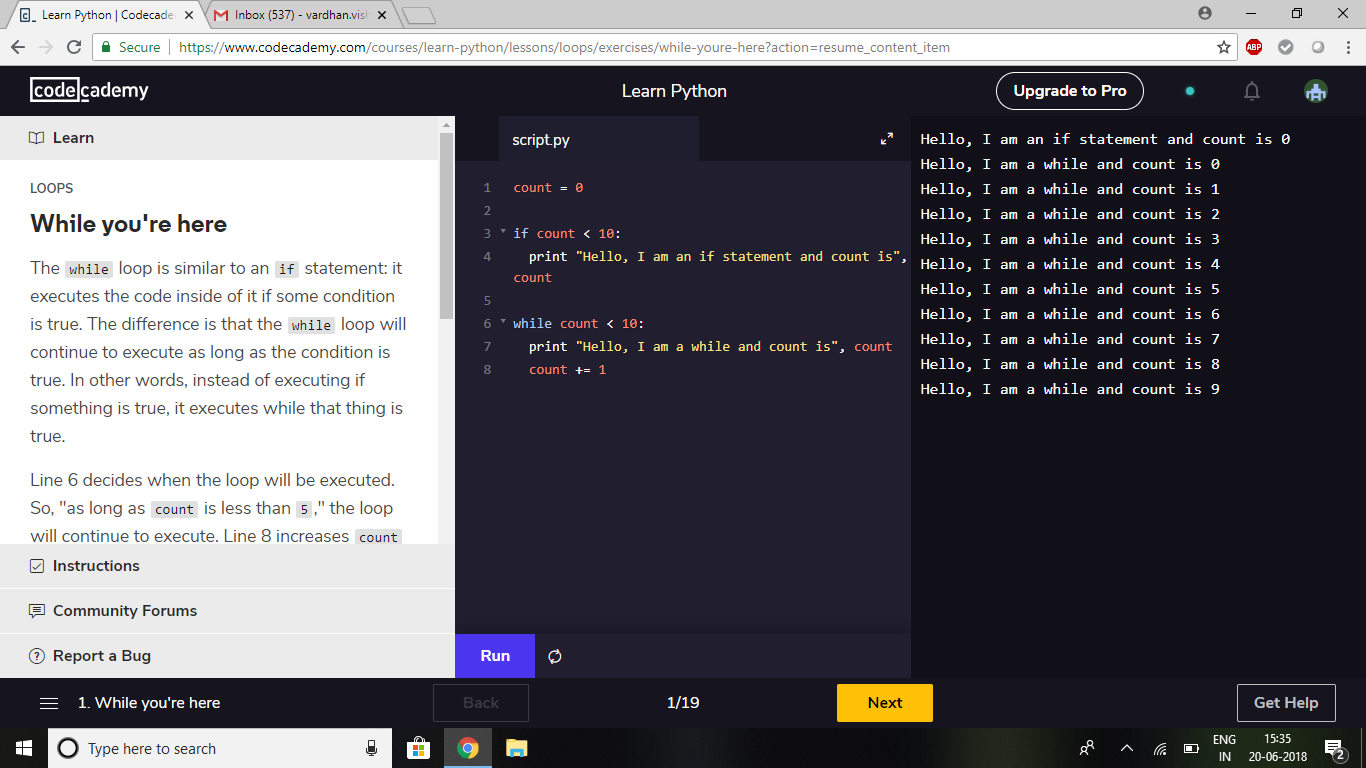 Learn Python | Codecade
Inbox (537) - vardhan.vis
Secure
https://www.codecademy.com/courses/learn-python/lessons/loops/exercises/while-youre-here?action=resume_content_item
ABP
codecademy
Learn Python
Upgrade to Pro
Learn
LOOPS
While you're here
The while loop is similar to an if statement: it
executes the code inside of it if some condition
is true. The difference is that the while loop will
continue to execute as long as the condition is
true. In other words, instead of executing if
something is true, it executes while that thing is
true.
Line 6 decides when the loop will be executed.
So, "as long as count is less than 5," the loop
will continue to execute. Line 8 increases count
Instructions
Community Forums
Report a Bug
script.py
1 count = 0
2
3 if count < 10:
4 print "Hello, I am an if statement and count is",
count
5
6 while count < 10:
7 print "Hello, I am a while and count is", count
8 count += 1
Run
Hello, I am an if statement and count is 0
Hello, I am a while and count is 0
Hello, I am a while and count is 1
Hello, I am a while and count is 2
Hello, I am a while and count is 3
Hello, I am a while and count is 4
Hello, I am a while and count is 5
Hello, I am a while and count is 6
Hello, I am a while and count is 7
Hello, I am a while and count is 8
Hello, I am a while and count is 9
1. While you're here
Back
1/19
Next
Get Help
Type here to search
ENG
IN
15:35
20-06-2018
2